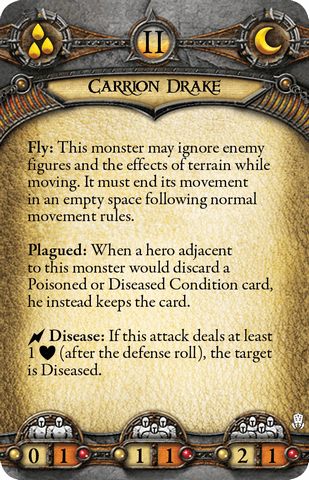 II
CARRION DRAKE
Fly: This monster may ignore enemy
figures and the effects of terrain while
moving. It must end its movement
in an empty space following normal
movement rules.
Plagued: When a hero adjacent
to this monster would discard a
Poisoned or Diseased Condition card,
he instead keeps the card.
Disease: If this attack deals at least
1 (after the defense roll), the target
is Diseased.
0 1 1 1 2 1